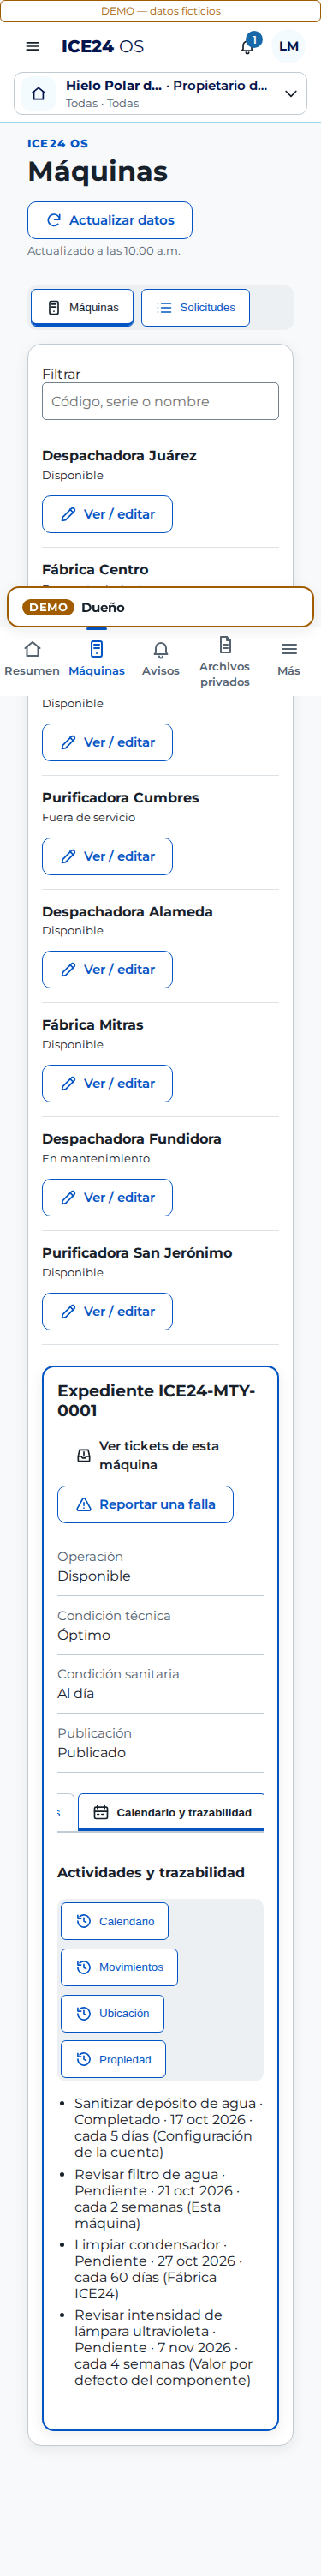 DEMO — datos ficticios
ICE24 OS
1
LM
Hielo Polar d... · Propietario d...
Todas · Todas
ICE24 OS
Máquinas
Actualizar datos
Actualizado a las 10:00 a.m.
Máquinas
Solicitudes
Filtrar
Código, serie o nombre
Despachadora Juárez
Disponible
Ver / editar
Fábrica Centro
DEMO Dueño
Resumen
Máquinas
Avisos
Archivos
privados
Más
Disponible
Ver / editar
Purificadora Cumbres
Fuera de servicio
Ver / editar
Despachadora Alameda
Disponible
Ver / editar
Fábrica Mitras
Disponible
Ver / editar
Despachadora Fundidora
En mantenimiento
Ver / editar
Purificadora San Jerónimo
Disponible
Ver / editar
Expediente ICE24-MTY-
0001
Ver tickets de esta
máquina
Reportar una falla
Operación
Disponible
Condición técnica
Óptimo
Condición sanitaria
Al día
Publicación
Publicado
Calendario y trazabilidad
Actividades y trazabilidad
Calendario
Movimientos
Ubicación
Propiedad
Sanitizar depósito de agua ·
Completado · 17 oct 2026 ·
cada 5 días (Configuración
de la cuenta)
Revisar filtro de agua ·
Pendiente · 21 oct 2026 ·
cada 2 semanas (Esta
máquina)
Limpiar condensador ·
Pendiente · 27 oct 2026 ·
cada 60 días (Fábrica
ICE24)
Revisar intensidad de
lámpara ultravioleta ·
Pendiente · 7 nov 2026 ·
cada 4 semanas (Valor por
defecto del componente)